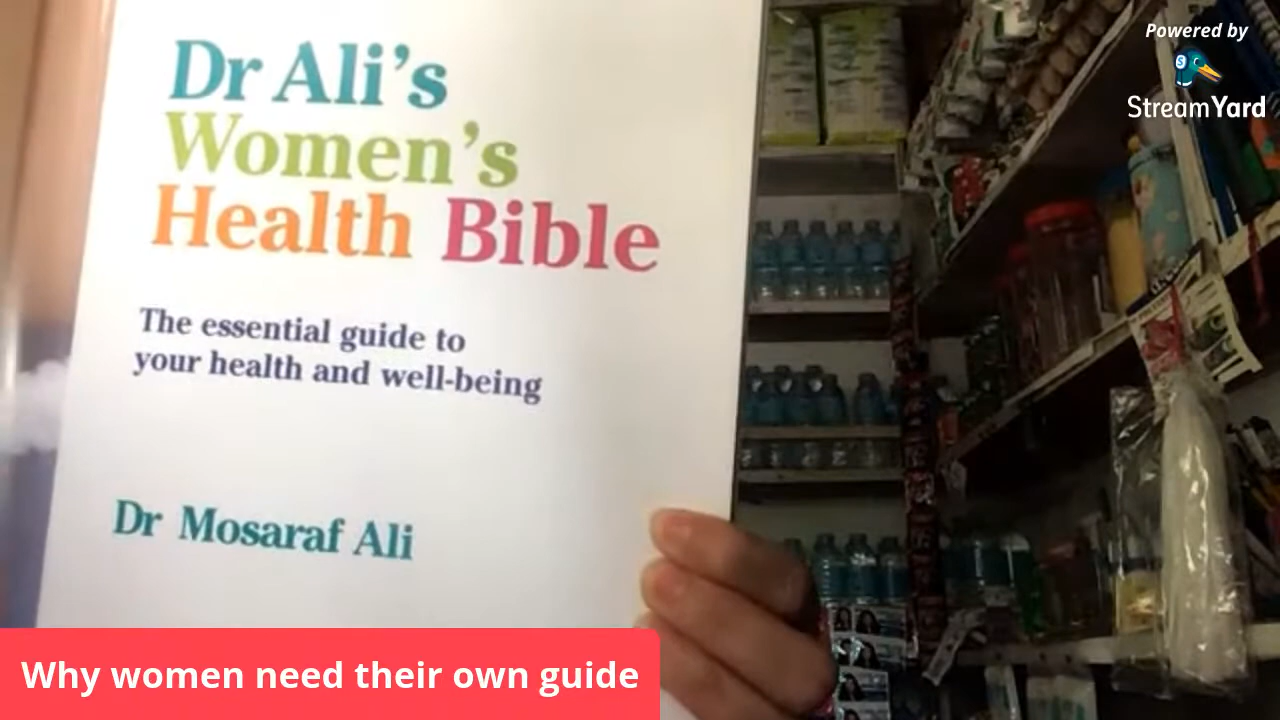 Dr Ali's
Women's
Health Bible
The essential guide to
your health and well-being
Dr Mosaraf Ali
Why women need their own guide
Powered by
StreamYard